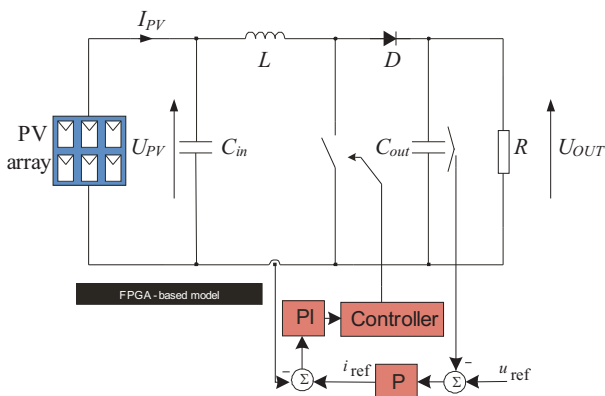 I_PV
L
D
PV
array
U_PV
C_in
C_out
R
U_OUT
FPGA - based model
PI
Controller
-
-
Σ
i_ref
P
Σ
u_ref